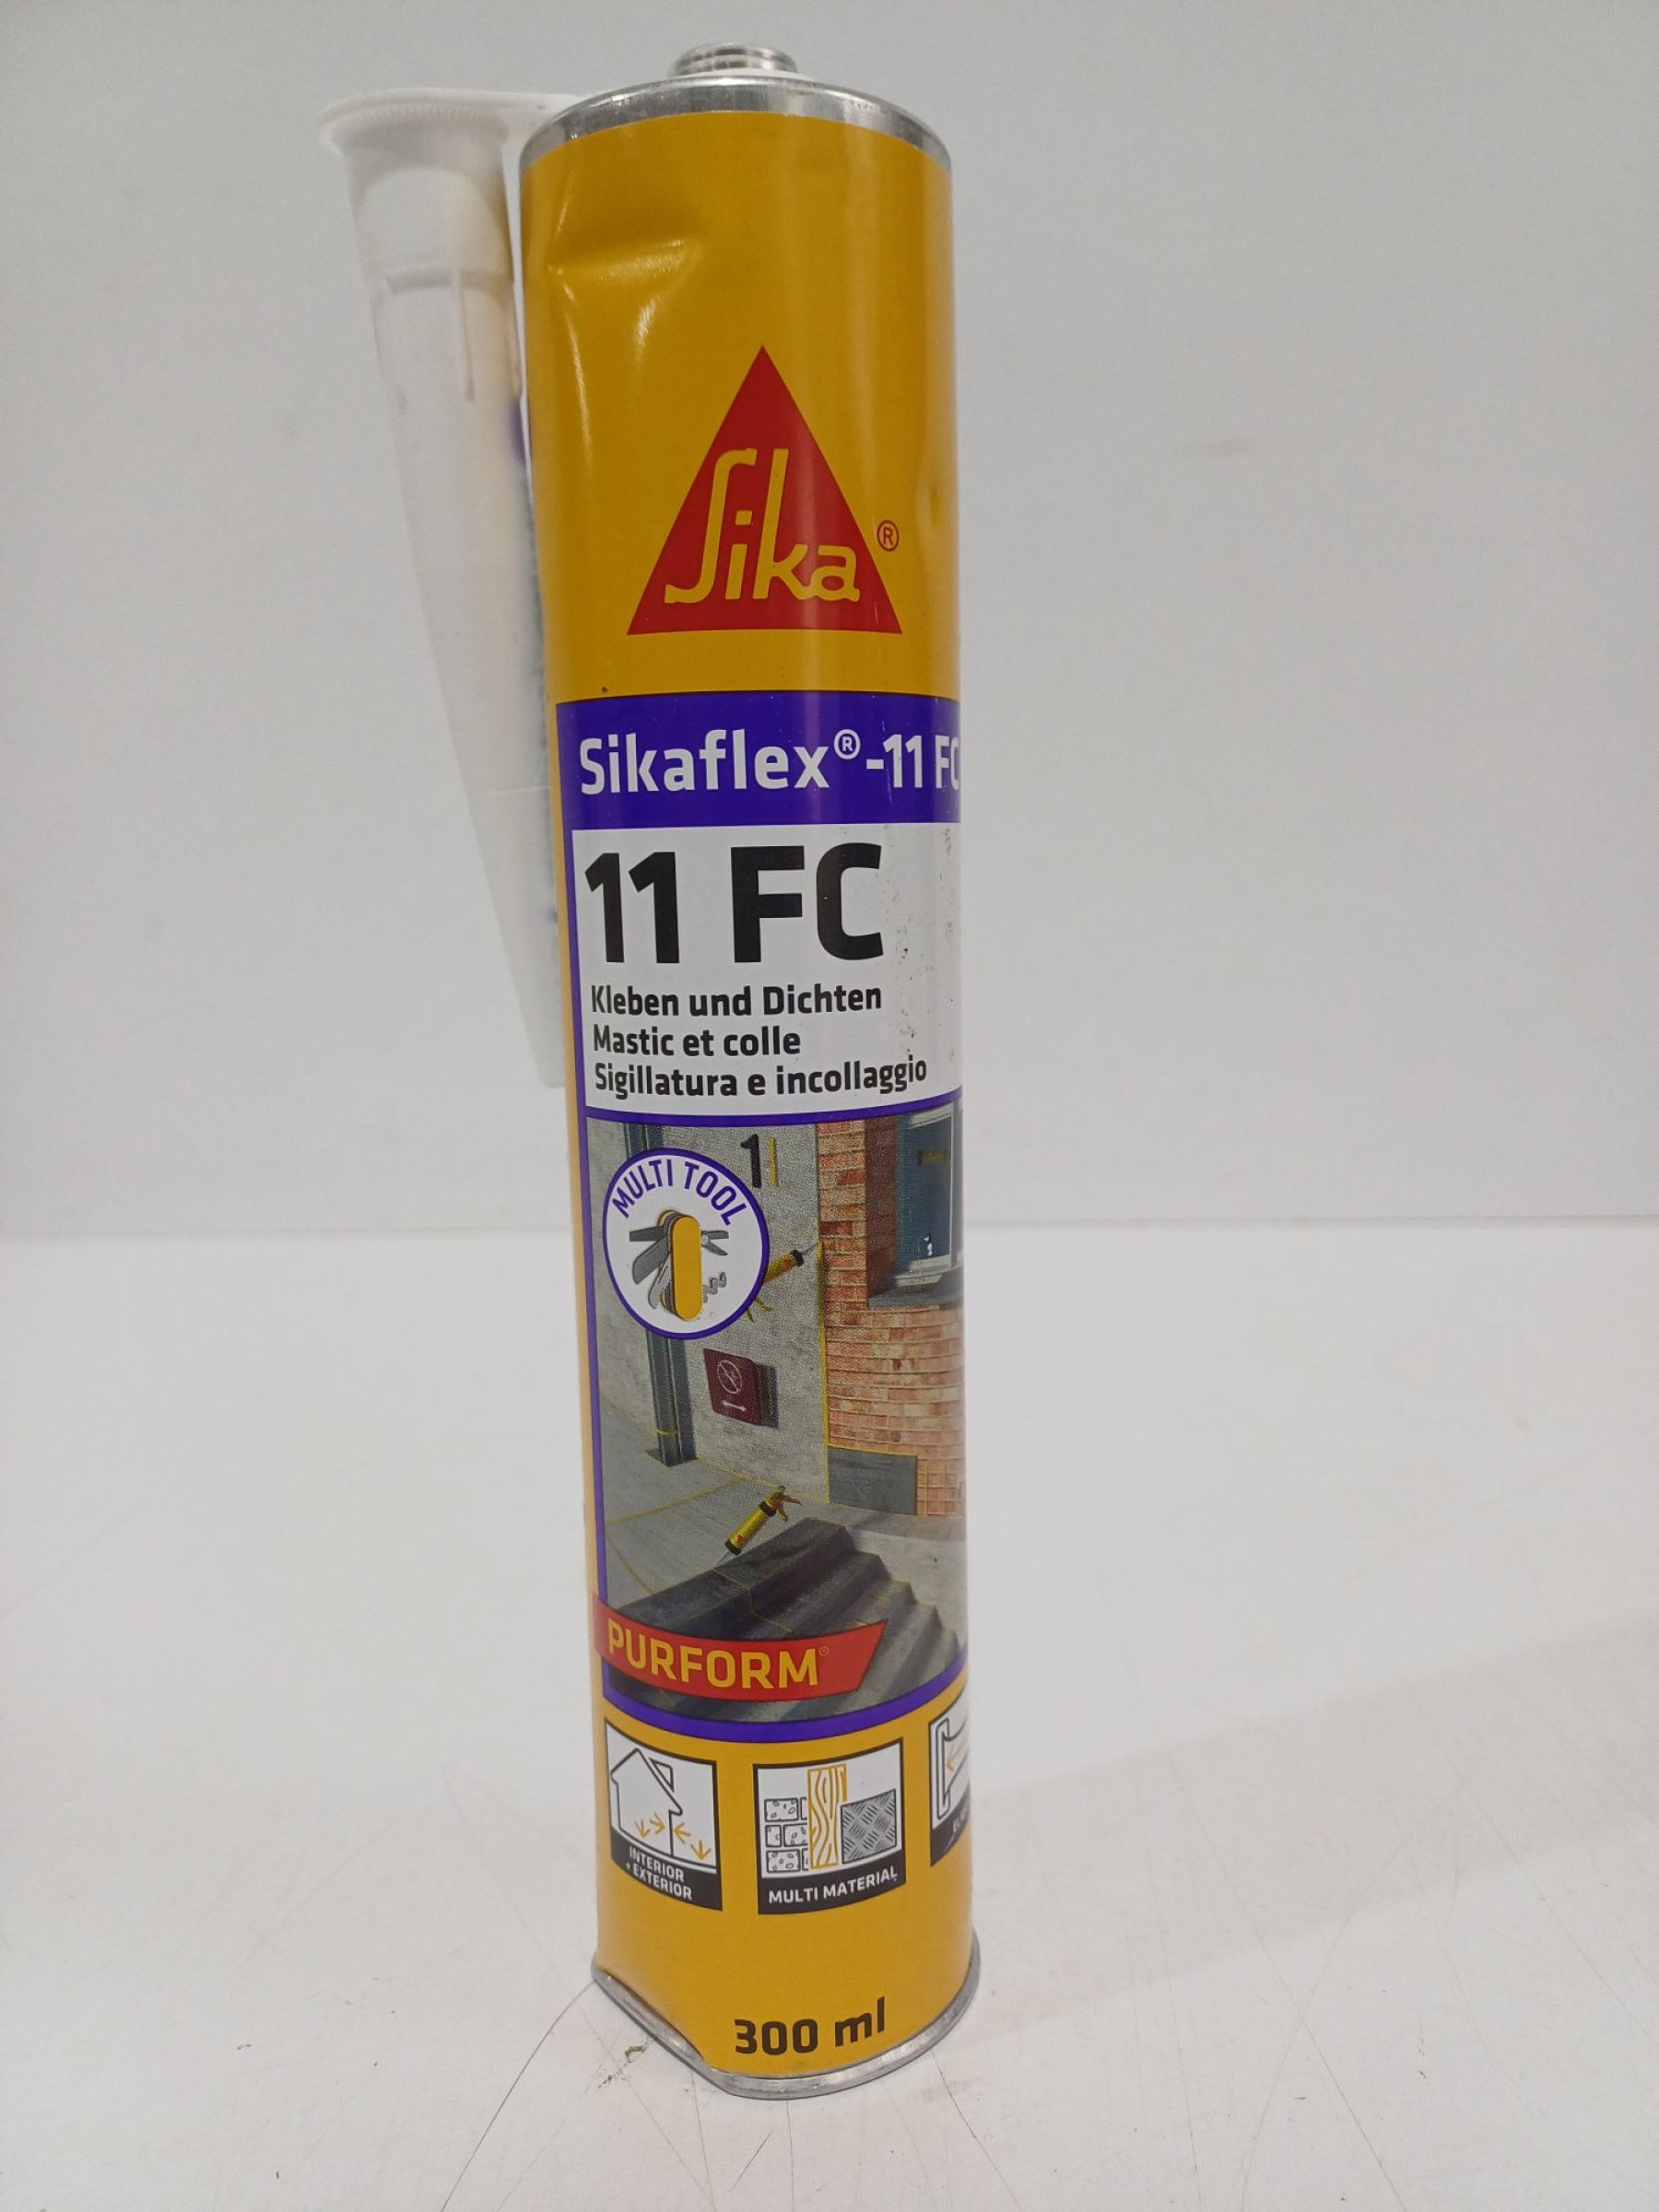 Sika®
Sikaflex®-11 FC
11 FC
Kleben und Dichten
Mastic et colle
Sigillatura e incollaggio
11
MULTI TOOL
PURFORM®
INTERIOR
+ EXTERIOR
MULTI MATERIAL
300 ml